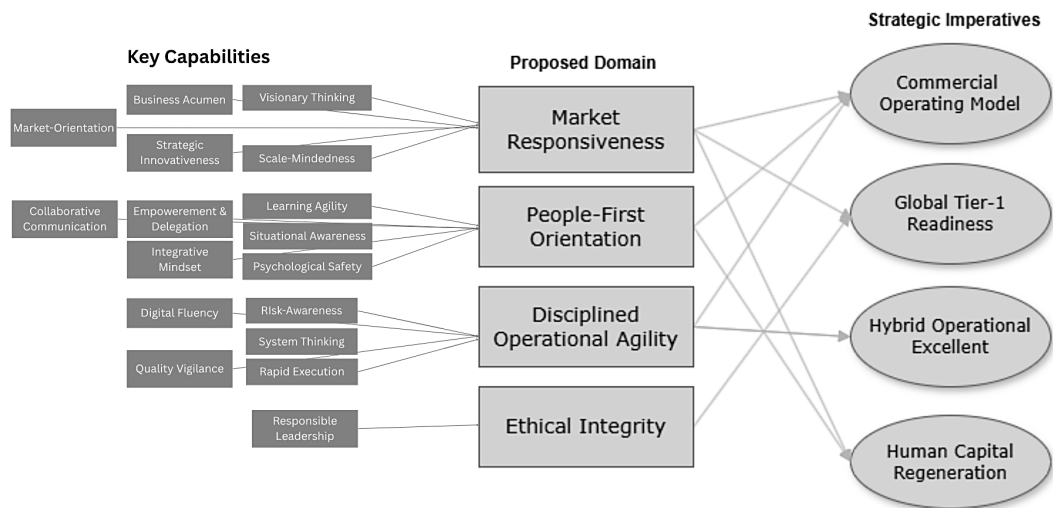 Strategic Imperatives
Key Capabilities
Proposed Domain
Business Acumen
Visionary Thinking
Market-Orientation
Strategic
Innovativeness
Scale-Mindedness
Market
Responsiveness
Commercial
Operating Model
Collaborative
Communication
Empowerement &
Delegation
Learning Agility
Situational Awareness
Integrative
Mindset
Psychological Safety
People-First
Orientation
Global Tier-1
Readiness
Digital Fluency
RIsk-Awareness
System Thinking
Quality Vigilance
Rapid Execution
Disciplined
Operational Agility
Hybrid Operational
Excellent
Responsible
Leadership
Ethical Integrity
Human Capital
Regeneration